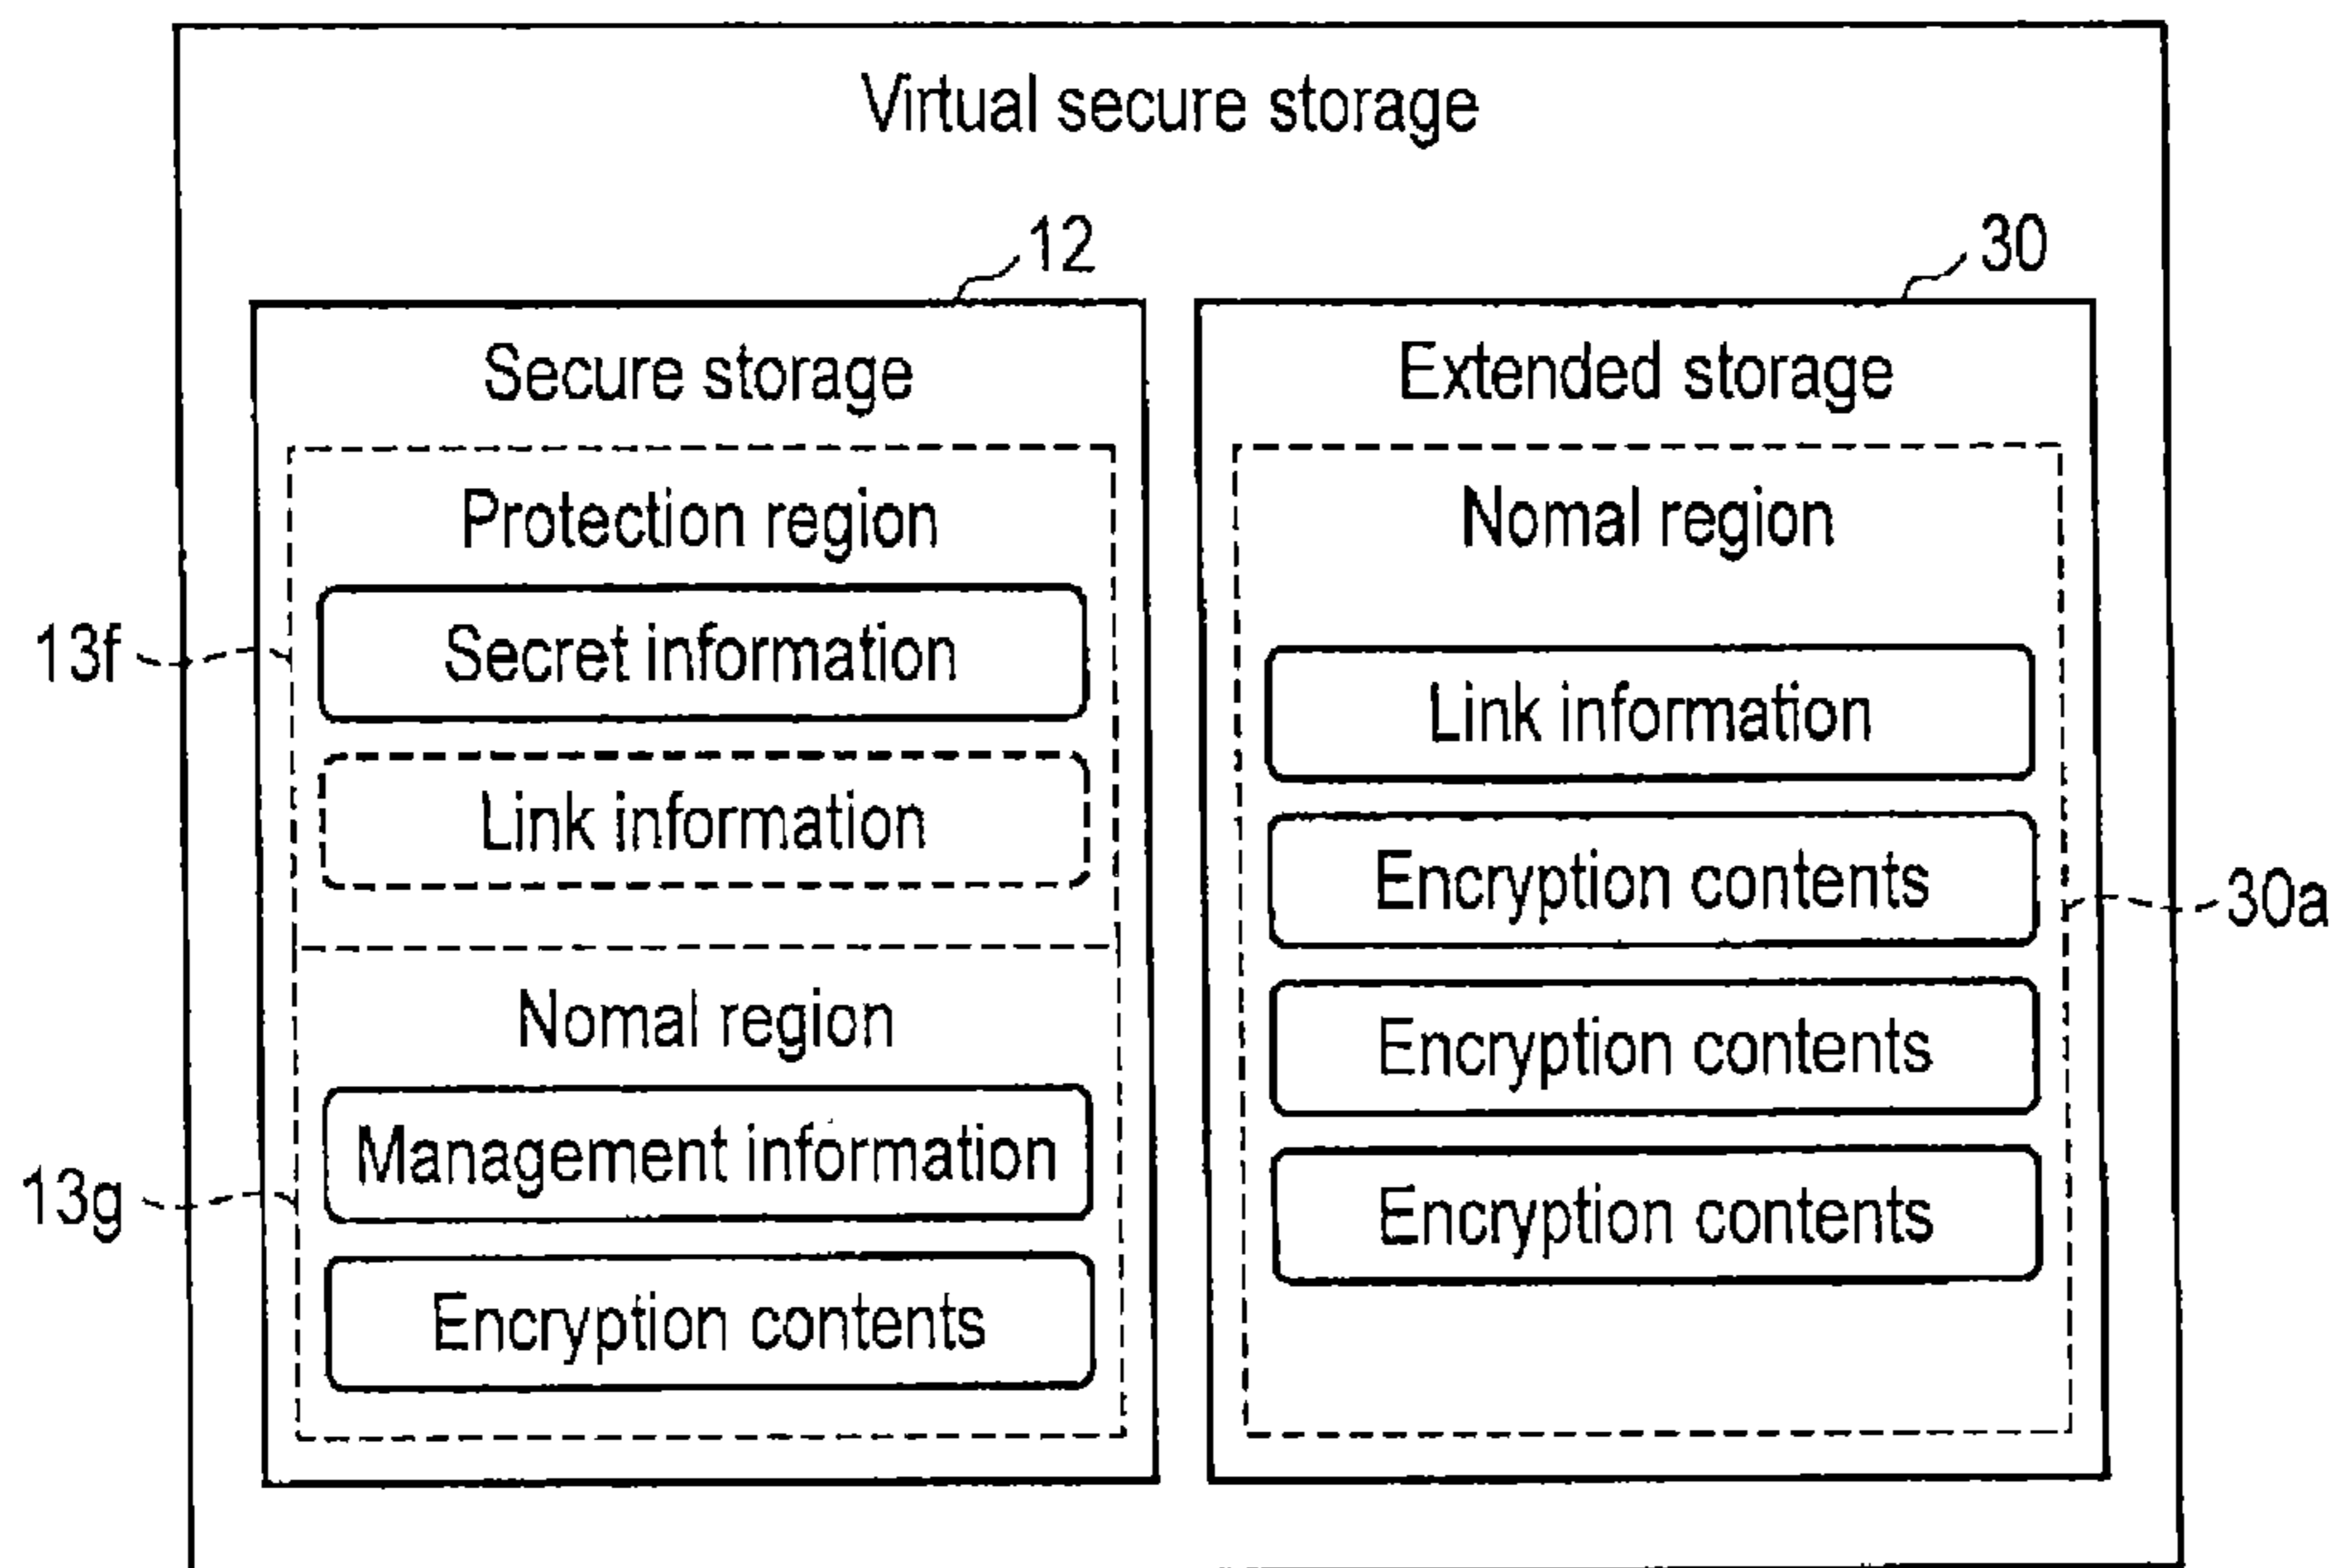 Virtual secure storage
12
30
Secure storage
Protection region
13f
Secret information
Link information
Nomal region
13g
Management information
Encryption contents
Extended storage
Nomal region
Link information
Encryption contents
30a
Encryption contents
Encryption contents